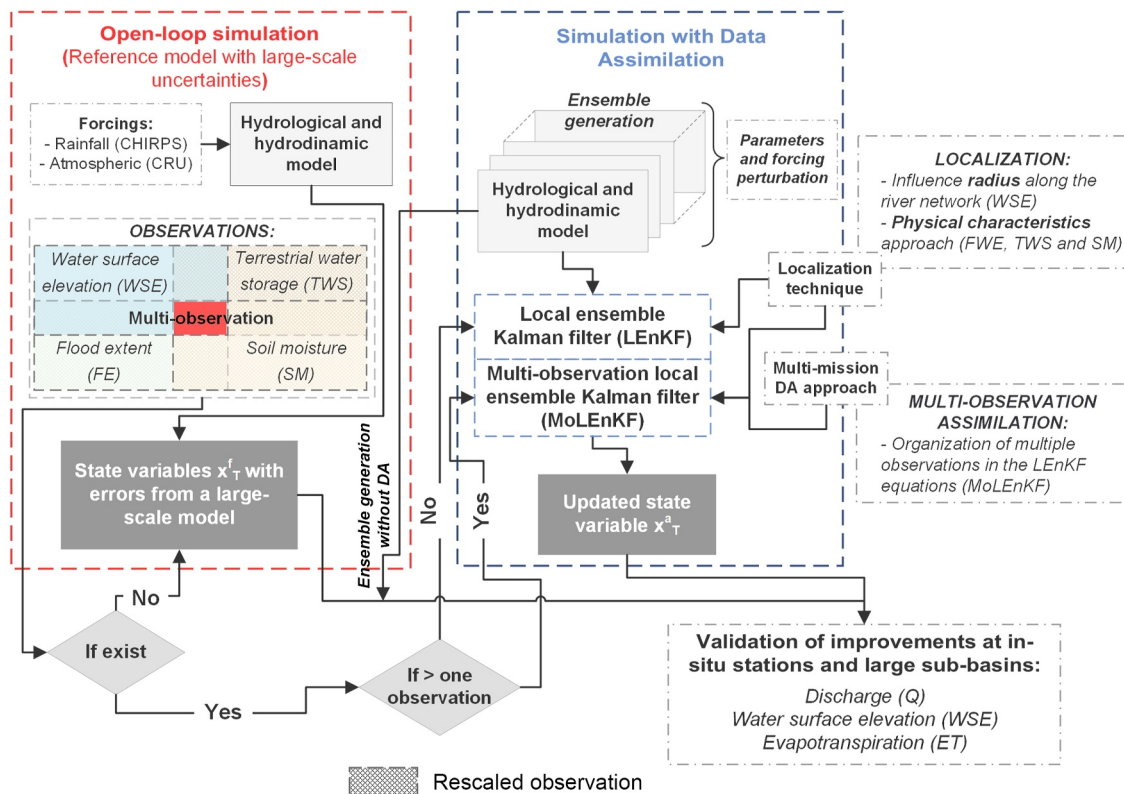 Open-loop simulation
(Reference model with large-scale
uncertainties)
Forcings:
- Rainfall (CHIRPS)
- Atmospheric (CRU)
Hydrological and
hydrodinamic
model
OBSERVATIONS:
Water surface
elevation (WSE)
Terrestrial water
storage (TWS)
Multi-observation
Flood extent
(FE)
Soil moisture
(SM)
State variables x^f_T with
errors from a large-
scale model
No
If exist
Yes
If > one
observation
No
Yes
Ensemble generation
without DA
Simulation with Data
Assimilation
Ensemble
generation
Hydrological and
hydrodinamic
model
Parameters
and forcing
perturbation
Local ensemble
Kalman filter (LEnKF)
Multi-observation local
ensemble Kalman filter
(MoLEnKF)
Updated state
variable x^a_T
LOCALIZATION:
- Influence radius along the
river network (WSE)
- Physical characteristics
approach (FWE, TWS and SM)
Localization
technique
Multi-mission
DA approach
MULTI-OBSERVATION
ASSIMILATION:
- Organization of multiple
observations in the LEnKF
equations (MoLEnKF)
Validation of improvements at in-
situ stations and large sub-basins:
Discharge (Q)
Water surface elevation (WSE)
Evapotranspiration (ET)
Rescaled observation